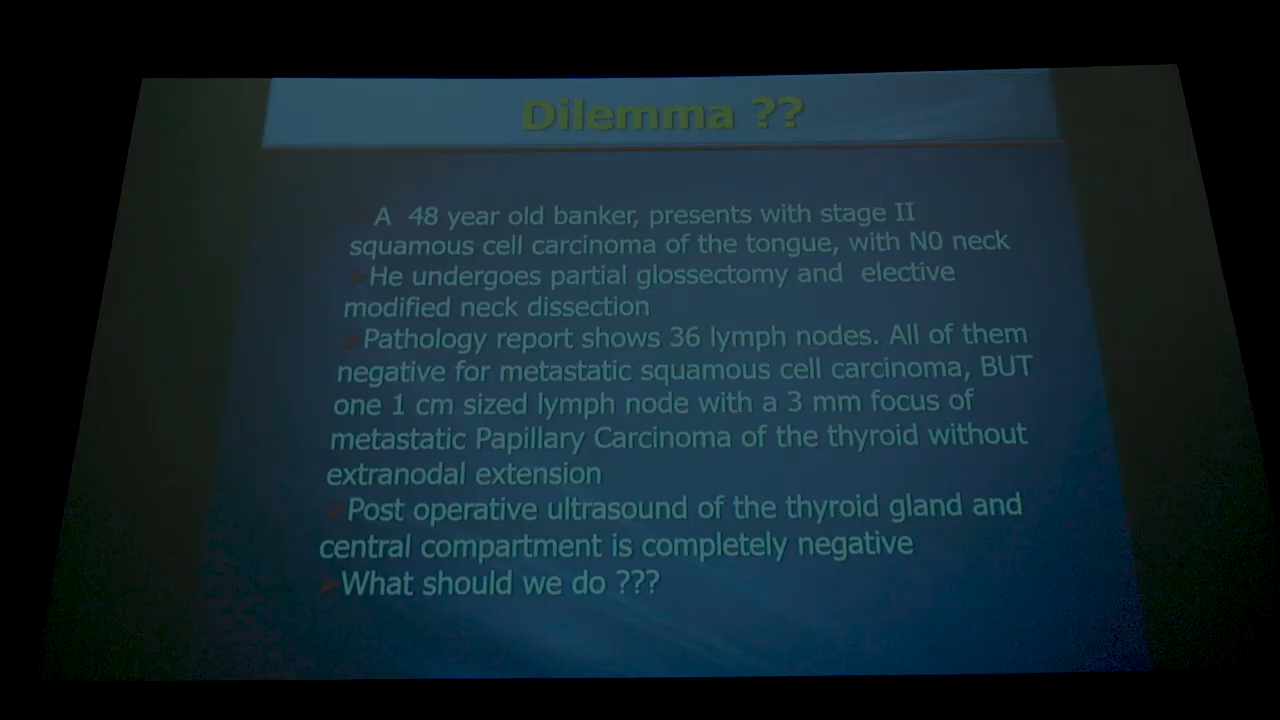 Dilemma ??
A 48 year old banker, presents with stage II
squamous cell carcinoma of the tongue, with N0 neck
He undergoes partial glossectomy and elective
modified neck dissection
Pathology report shows 36 lymph nodes. All of them
negative for metastatic squamous cell carcinoma, BUT
one 1 cm sized lymph node with a 3 mm focus of
metastatic Papillary Carcinoma of the thyroid without
extranodal extension
Post operative ultrasound of the thyroid gland and
central compartment is completely negative
What should we do ???